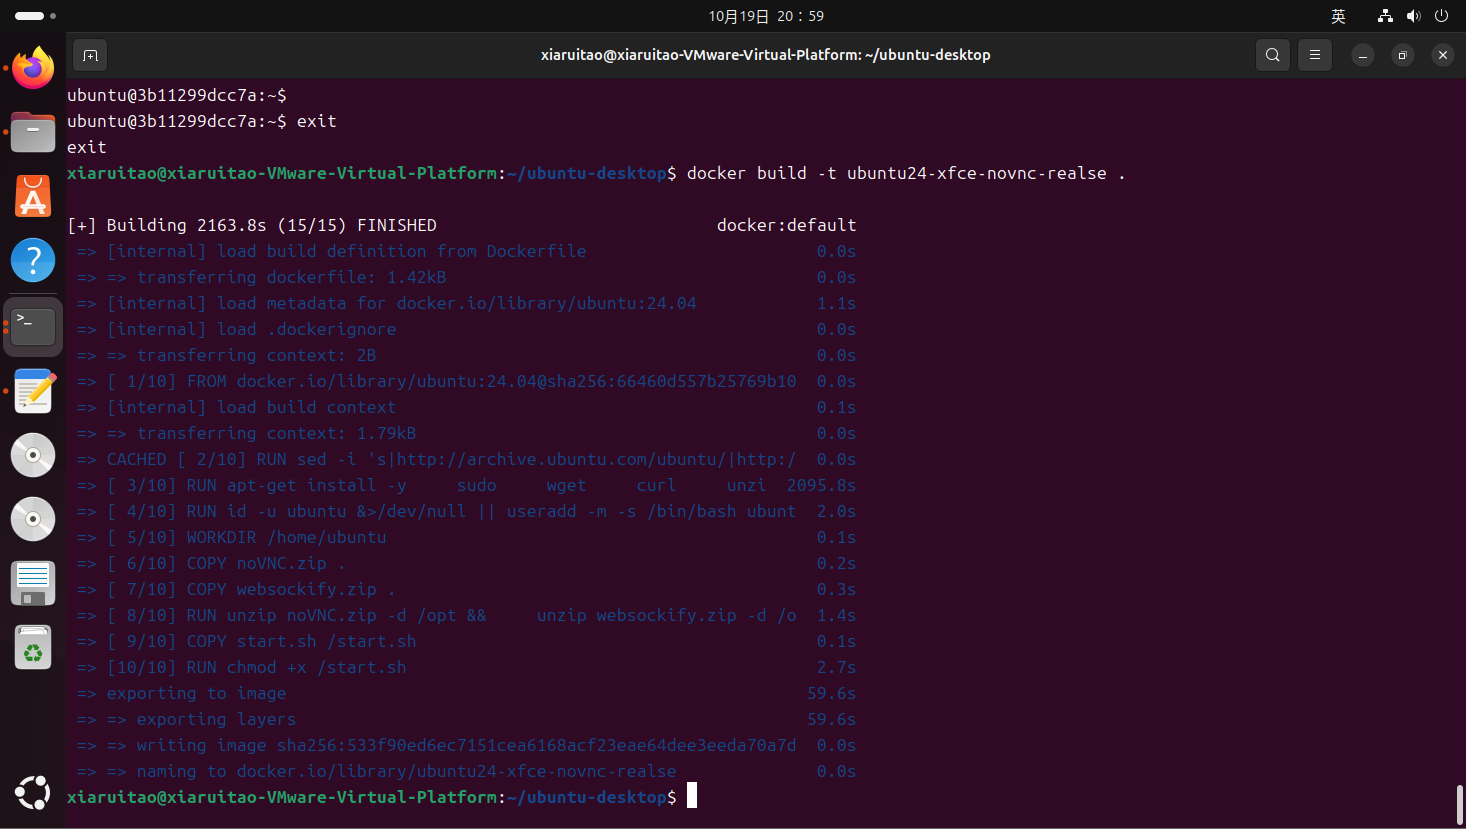 10月19日 20：59
英
xiaruitao@xiaruitao-VMware-Virtual-Platform: ~/ubuntu-desktop
ubuntu@3b11299dcc7a:~$
ubuntu@3b11299dcc7a:~$ exit
exit
xiaruitao@xiaruitao-VMware-Virtual-Platform:~/ubuntu-desktop$ docker build -t ubuntu24-xfce-novnc-realse .
[+] Building 2163.8s (15/15) FINISHED docker:default
=> [internal] load build definition from Dockerfile 0.0s
=> => transferring dockerfile: 1.42kB 0.0s
=> [internal] load metadata for docker.io/library/ubuntu:24.04 1.1s
=> [internal] load .dockerignore 0.0s
=> => transferring context: 2B 0.0s
=> [ 1/10] FROM docker.io/library/ubuntu:24.04@sha256:66460d557b25769b10 0.0s
=> [internal] load build context 0.1s
=> => transferring context: 1.79kB 0.0s
=> CACHED [ 2/10] RUN sed -i 's|http://archive.ubuntu.com/ubuntu/|http:/ 0.0s
=> [ 3/10] RUN apt-get install -y sudo wget curl unzi 2095.8s
=> [ 4/10] RUN id -u ubuntu &>/dev/null || useradd -m -s /bin/bash ubunt 2.0s
=> [ 5/10] WORKDIR /home/ubuntu 0.1s
=> [ 6/10] COPY noVNC.zip . 0.2s
=> [ 7/10] COPY websockify.zip . 0.3s
=> [ 8/10] RUN unzip noVNC.zip -d /opt && unzip websockify.zip -d /o 1.4s
=> [ 9/10] COPY start.sh /start.sh 0.1s
=> [10/10] RUN chmod +x /start.sh 2.7s
=> exporting to image 59.6s
=> => exporting layers 59.6s
=> => writing image sha256:533f90ed6ec7151cea6168acf23eae64dee3eeda70a7d 0.0s
=> => naming to docker.io/library/ubuntu24-xfce-novnc-realse 0.0s
xiaruitao@xiaruitao-VMware-Virtual-Platform:~/ubuntu-desktop$